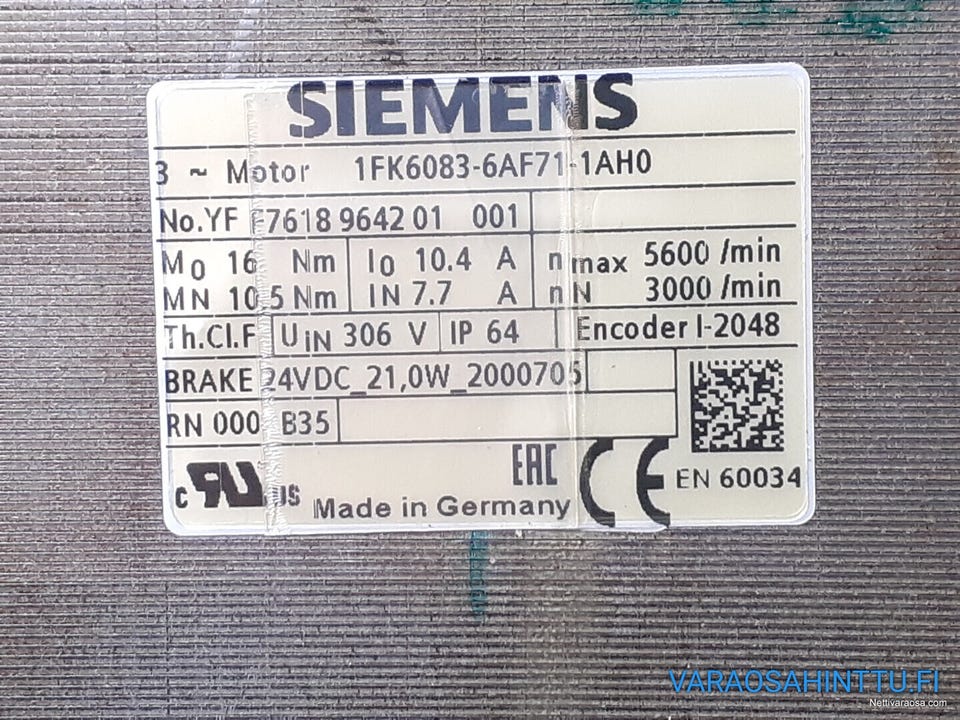 SIEMENS
3 ~ Motor 1FK6083-6AF71-1AH0
No.YF F7618 9642 01 001
M0 16 Nm I0 10.4 A nmax 5600 /min
MN 10,5 Nm IN 7.7 A nN 3000 /min
Th.Cl.F UIN 306 V IP 64 Encoder I-2048
BRAKE 24VDC_21,0W_2000705
RN 000 B35
c RU US Made in Germany EAC CE EN 60034
VARAOSAHINTTU.FI
Nettivaraosa.com